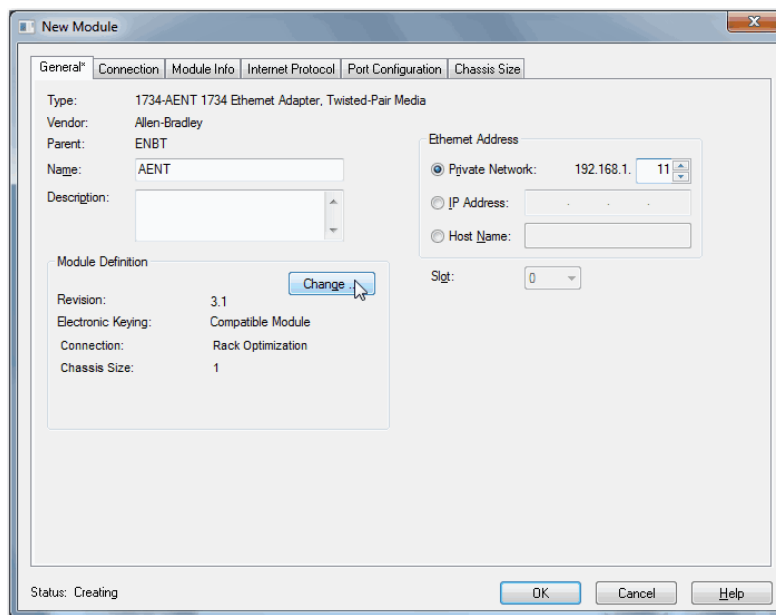 New Module
General* Connection Module Info Internet Protocol Port Configuration Chassis Size
Type: 1734-AENT 1734 Ethernet Adapter, Twisted-Pair Media
Vendor: Allen-Bradley
Parent: ENBT
Name: AENT
Description:
Ethernet Address
Private Network: 192.168.1. 11
IP Address: . . .
Host Name:
Slot: 0
Module Definition
Change ...
Revision: 3.1
Electronic Keying: Compatible Module
Connection: Rack Optimization
Chassis Size: 1
Status: Creating
OK Cancel Help